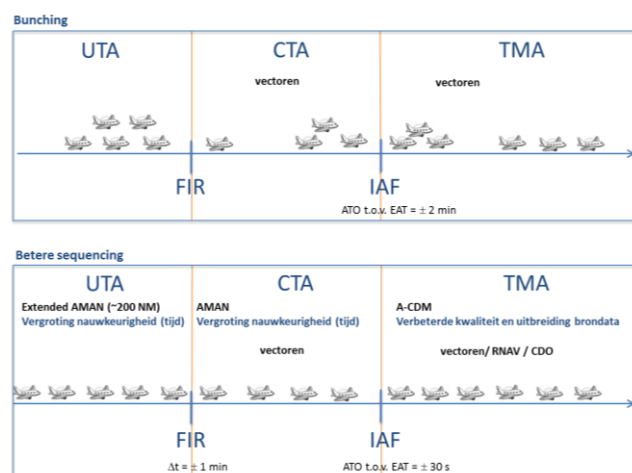 Bunching
UTA
CTA
TMA
vectoren
vectoren
FIR
IAF
ATO t.o.v. EAT = ± 2 min
Betere sequencing
UTA
CTA
TMA
Extended AMAN (~200 NM)
AMAN
A-CDM
Vergroting nauwkeurigheid (tijd)
Vergroting nauwkeurigheid (tijd)
Verbeterde kwaliteit en uitbreiding brondata
vectoren
vectoren/ RNAV / CDO
FIR
IAF
Δt = ± 1 min
ATO t.o.v. EAT = ± 30 s